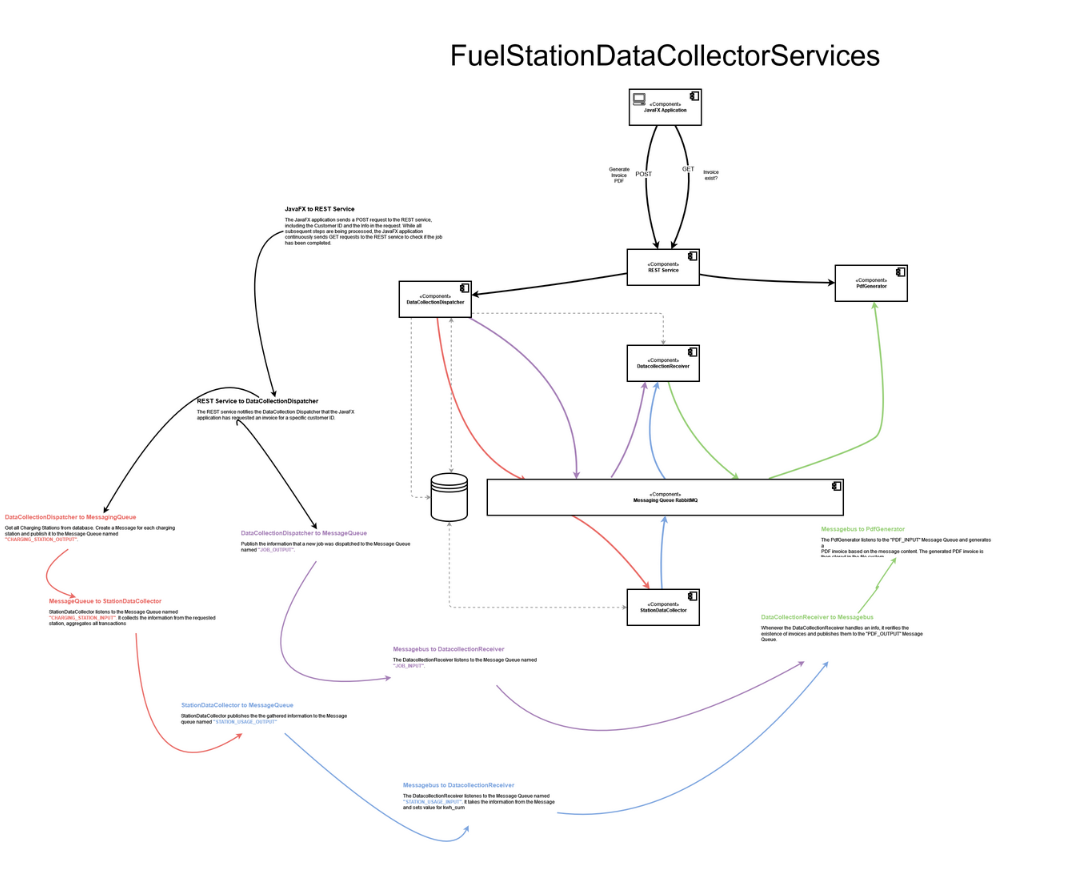 FuelStationDataCollectorServices
«Component»
JavaFX Application
Generate
Invoice
PDF
POST
GET
Invoice
exist?
JavaFX to REST Service
The JavaFX application sends a POST request to the REST service,
including the Customer ID and the info in the request. While all
subsequent steps are being processed, the JavaFX application
continuously sends GET requests to the REST service to check if the job
has been completed.
«Component»
REST Service
«Component»
PdfGenerator
«Component»
DataCollectionDispatcher
«Component»
DatacollectionReceiver
REST Service to DataCollectionDispatcher
The REST service notifies the DataCollection Dispatcher that the JavaFX
application has requested an invoice for a specific customer ID.
«Component»
Messaging Queue RabbitMQ
DataCollectionDispatcher to MessagingQueue
Get all Charging Stations from database. Create a Message for each charging
station and publish it to the Message Queue named
"CHARGING_STATION_OUTPUT".
DataCollectionDispatcher to MessageQueue
Publish the information that a new job was dispatched to the Message Queue
named "JOB_OUTPUT".
Messagebus to PdfGenerator
The PdfGenerator listens to the "PDF_INPUT" Message Queue and generates
a
PDF invoice based on the message content. The generated PDF invoice is
MessageQueue to StationDataCollector
StationDataCollector listens to the Message Queue named
"CHARGING_STATION_INPUT". It collects the information from the requested
station, aggregates all transactions
«Component»
StationDataCollector
DataCollectionReceiver to Messagebus
Whenever the DataCollectionReceiver handles an info, it verifies the
existence of invoices and publishes them to the "PDF_OUTPUT" Message
Queue.
Messagebus to DatacollectionReceiver
The DatacollectionReceiver listens to the Message Queue named
"JOB_INPUT".
StationDataCollector to MessageQueue
StationDataCollector publishes the the gathered information to the Message
queue named "STATION_USAGE_OUTPUT"
Messagebus to DatacollectionReceiver
The DatacollectionReceiver listenes to the Message Queue named
"STATION_USAGE_INPUT". It takes the information from the Message
and sets value for kwh_sum